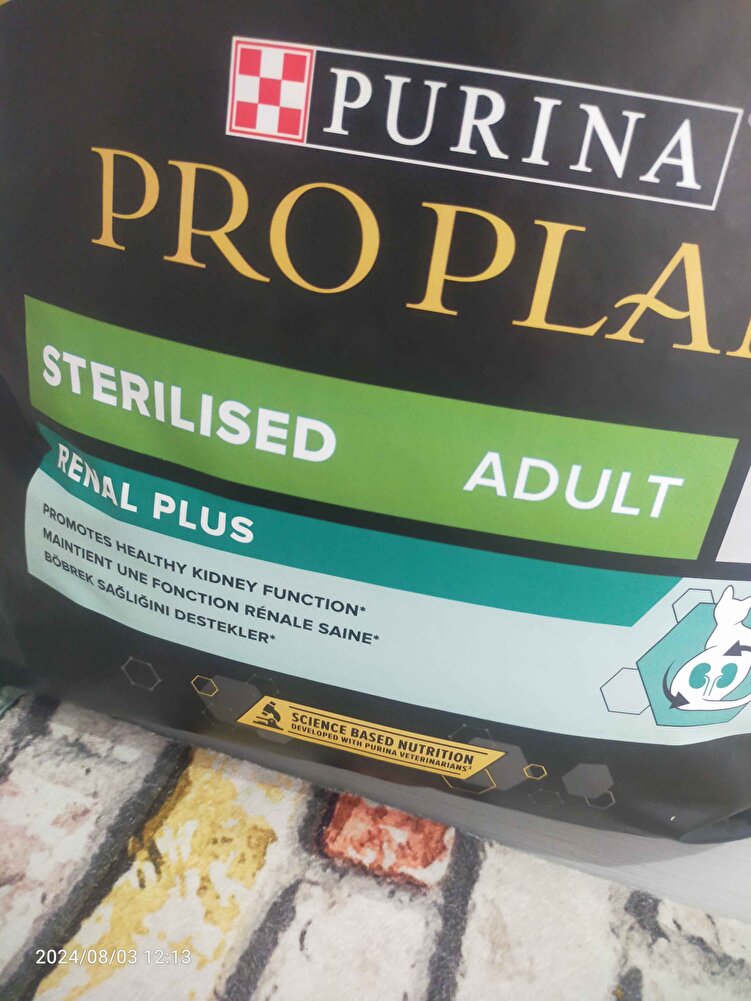 PURINA
PRO PLA
STERILISED ADULT
RENAL PLUS
PROMOTES HEALTHY KIDNEY FUNCTION*
MAINTIENT UNE FONCTION RÉNALE SAINE*
BÖBREK SAĞLIĞINI DESTEKLER*
SCIENCE BASED NUTRITION
DEVELOPED WITH PURINA VETERINARIANS³
2024/08/03 12:13